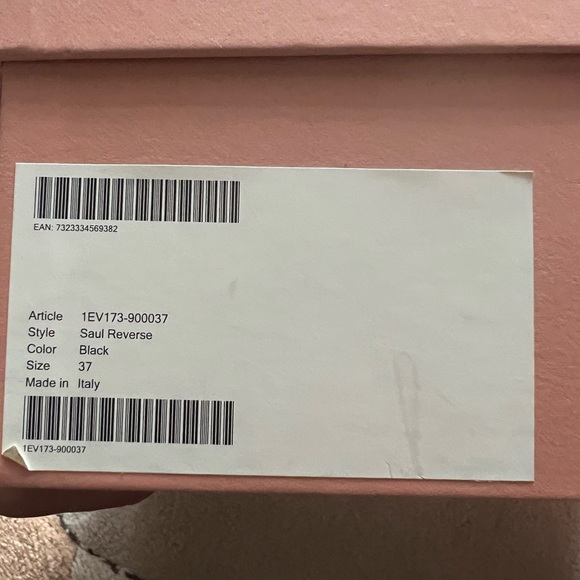 EAN: 7323334569382
Article 1EV173-900037
Style Saul Reverse
Color Black
Size 37
Made in Italy
1EV173-900037